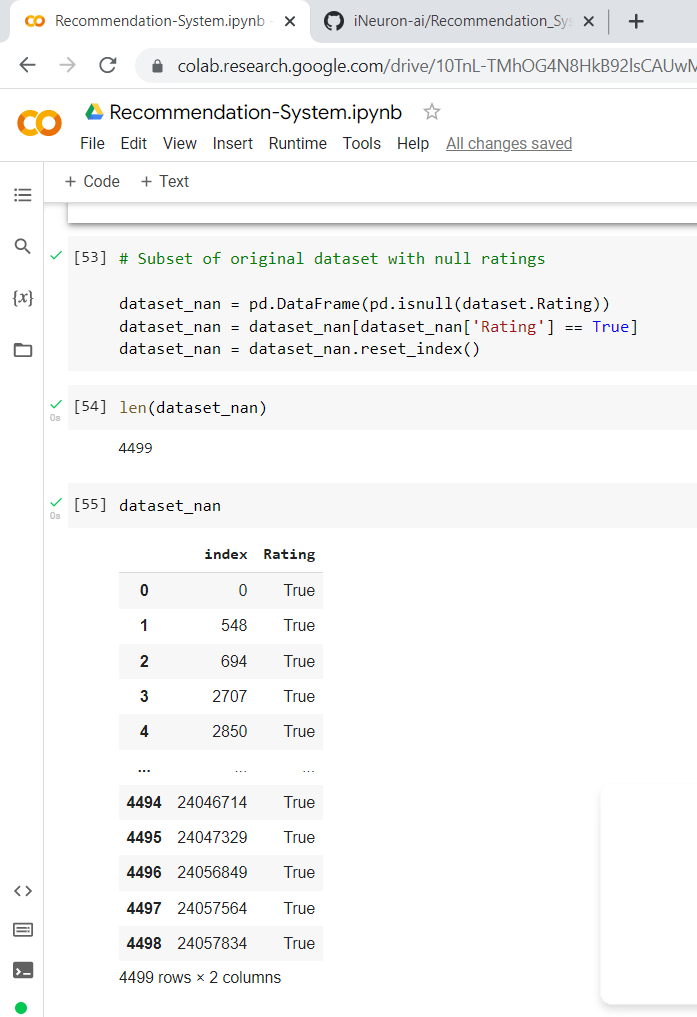 Recommendation-System.ipynb -
iNeuron-ai/Recommendation_Sys
colab.research.google.com/drive/10TnL-TMhOG4N8HkB92lsCAUwM
Recommendation-System.ipynb
File Edit View Insert Runtime Tools Help All changes saved
+ Code + Text
[53] # Subset of original dataset with null ratings
dataset_nan = pd.DataFrame(pd.isnull(dataset.Rating))
dataset_nan = dataset_nan[dataset_nan['Rating'] == True]
dataset_nan = dataset_nan.reset_index()
[54] len(dataset_nan)
0s
4499
[55] dataset_nan
0s
index Rating
0 0 True
1 548 True
2 694 True
3 2707 True
4 2850 True
... ... ...
4494 24046714 True
4495 24047329 True
4496 24056849 True
4497 24057564 True
4498 24057834 True
4499 rows × 2 columns